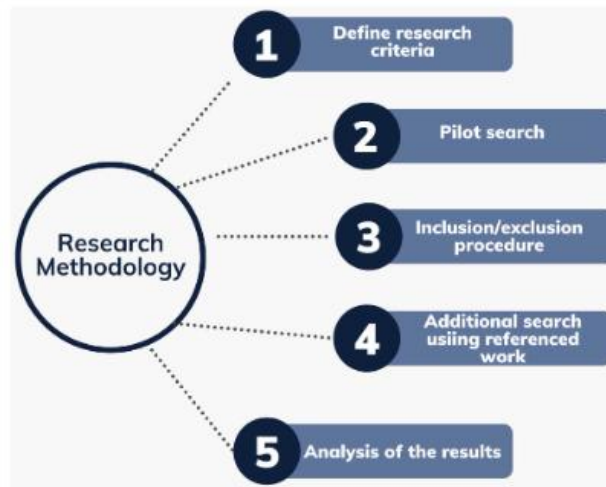 1
Define research
criteria
2
Pilot search
Research
Methodology
3
Inclusion/exclusion
procedure
4
Additional search
usiing referenced
work
5
Analysis of the results